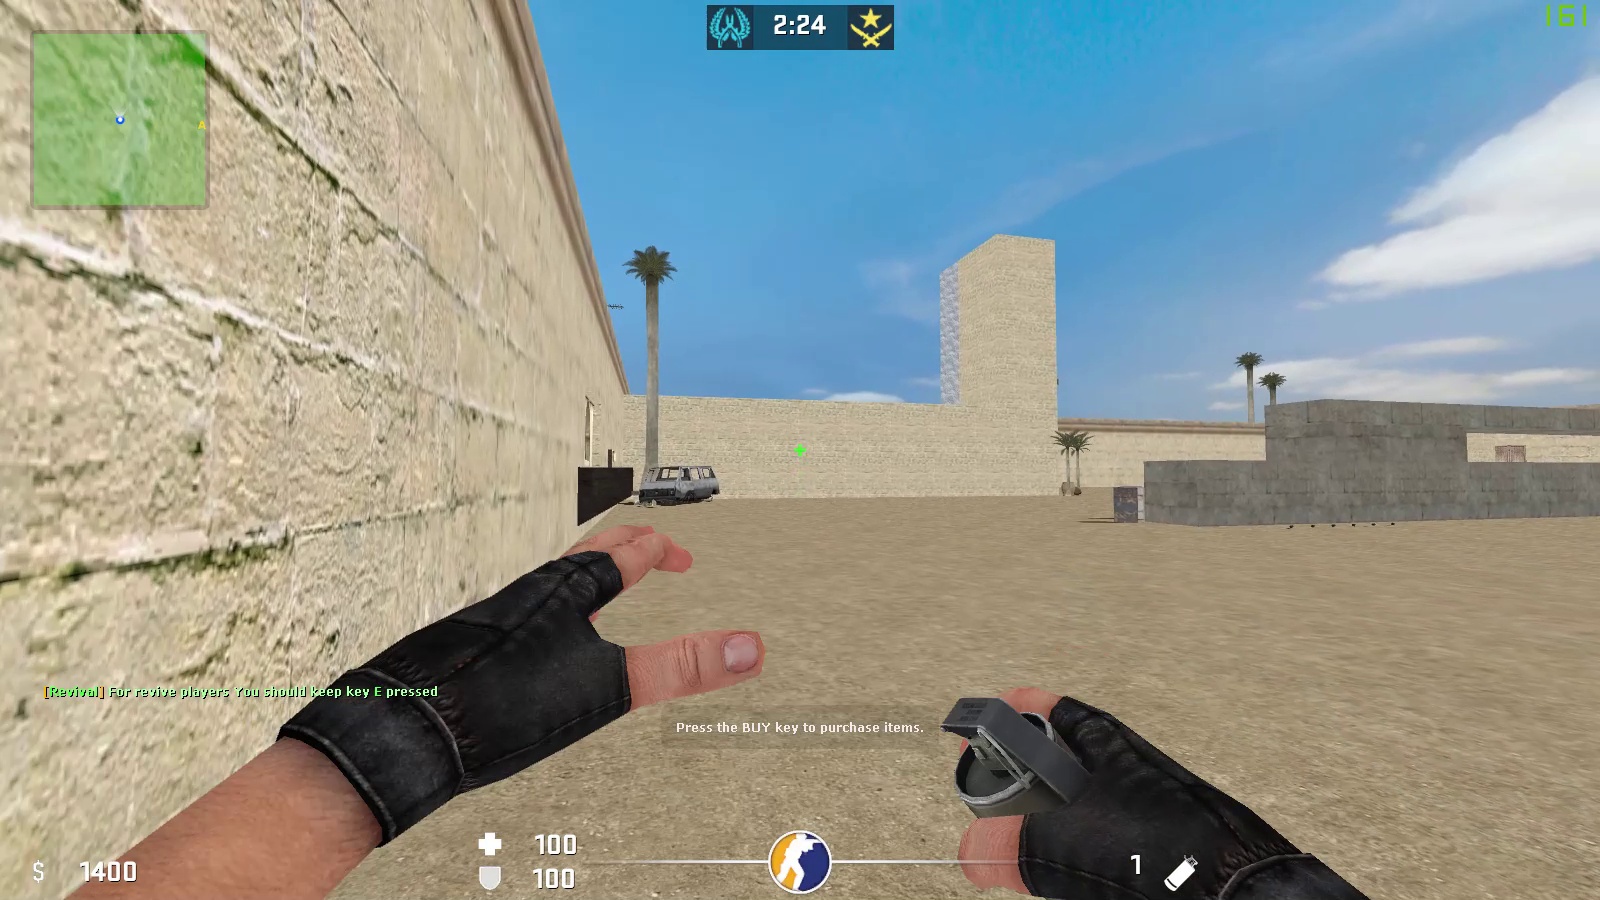 2:24
161
A
[Revival] For revive players You should keep key E pressed
Press the BUY key to purchase items.
$ 1400
100
100
1